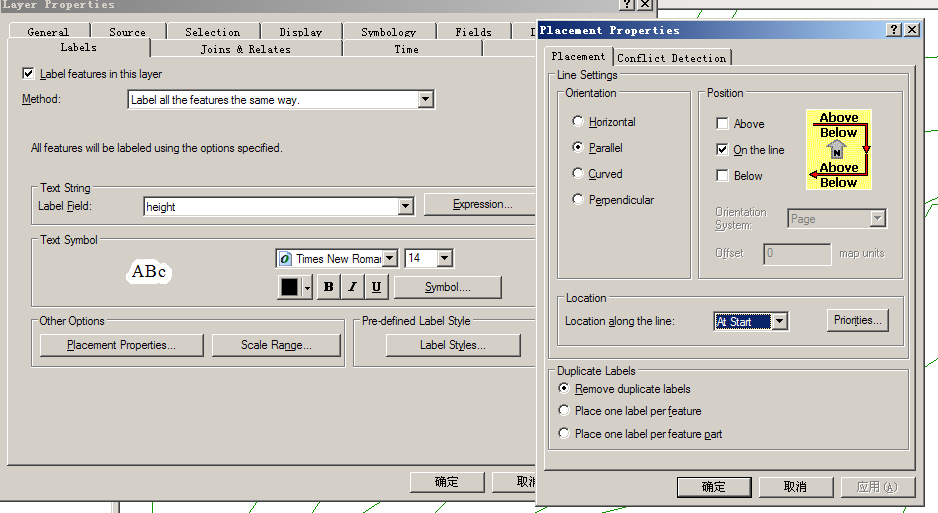 Layer Properties
General
Source
Selection
Display
Symbology
Fields
Labels
Joins & Relates
Time
Label features in this layer
Method:
Label all the features the same way.
All features will be labeled using the options specified.
Text String
Label Field:
height
Expression...
Text Symbol
ABc
Times New Roman
14
B I U
Symbol....
Other Options
Placement Properties...
Scale Range...
Pre-defined Label Style
Label Styles...
确定
取消
Placement Properties
Placement
Conflict Detection
Line Settings
Orientation
Horizontal
Parallel
Curved
Perpendicular
Position
Above
On the line
Below
Above
Below
N
Above
Below
Orientation
System:
Page
Offset
0
map units
Location
Location along the line:
At Start
Priorities...
Duplicate Labels
Remove duplicate labels
Place one label per feature
Place one label per feature part
确定
取消
应用 (A)